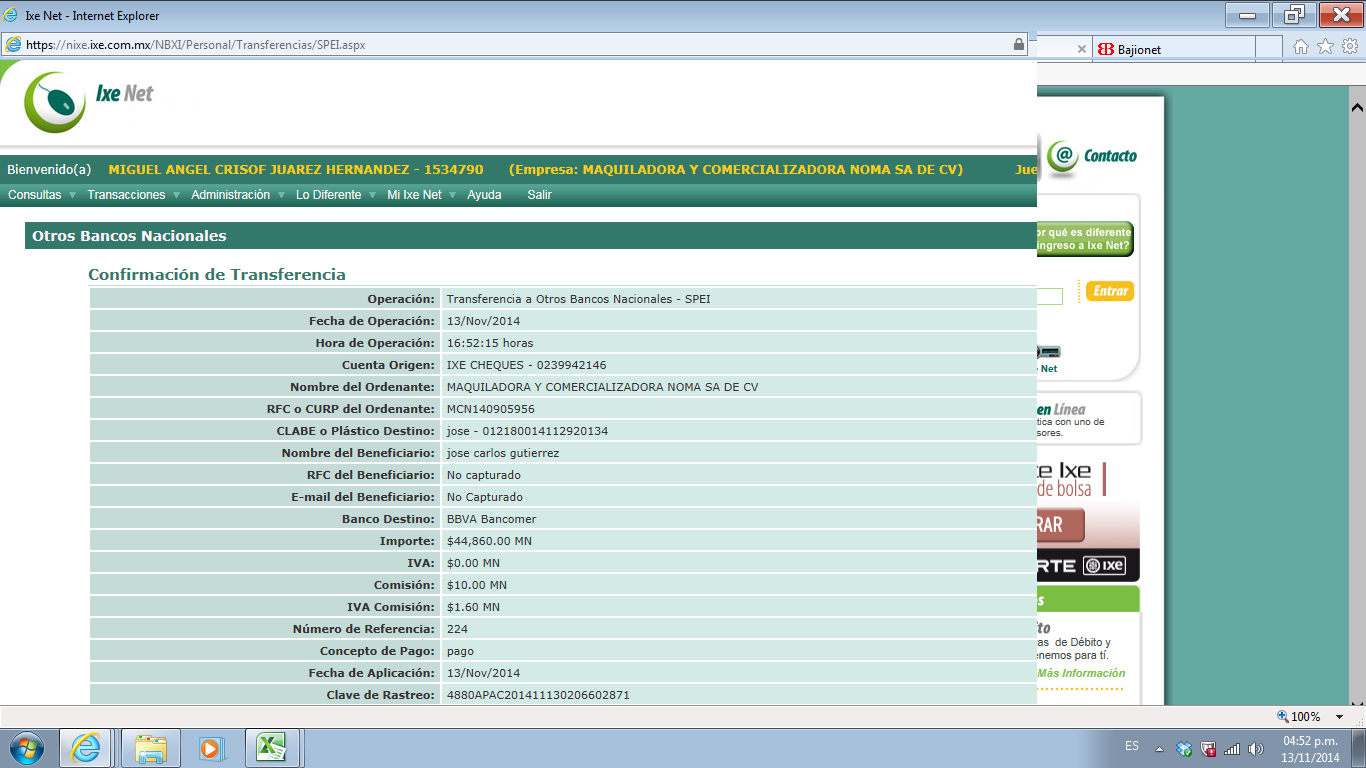 Ixe Net - Internet Explorer
https://nixe.ixe.com.mx/NBXI/Personal/Transferencias/SPEI.aspx
Bajionet
Ixe Net
Bienvenido(a) MIGUEL ANGEL CRISOF JUAREZ HERNANDEZ - 1534790 (Empresa: MAQUILADORA Y COMERCIALIZADORA NOMA SA DE CV) Jue
Consultas Transacciones Administración Lo Diferente Mi Ixe Net Ayuda Salir
Otros Bancos Nacionales
Confirmación de Transferencia
Operación: Transferencia a Otros Bancos Nacionales - SPEI
Fecha de Operación: 13/Nov/2014
Hora de Operación: 16:52:15 horas
Cuenta Origen: IXE CHEQUES - 0239942146
Nombre del Ordenante: MAQUILADORA Y COMERCIALIZADORA NOMA SA DE CV
RFC o CURP del Ordenante: MCN140905956
CLABE o Plástico Destino: jose - 012180014112920134
Nombre del Beneficiario: jose carlos gutierrez
RFC del Beneficiario: No capturado
E-mail del Beneficiario: No Capturado
Banco Destino: BBVA Bancomer
Importe: $44,860.00 MN
IVA: $0.00 MN
Comisión: $10.00 MN
IVA Comisión: $1.60 MN
Número de Referencia: 224
Concepto de Pago: pago
Fecha de Aplicación: 13/Nov/2014
Clave de Rastreo: 4880APAC201411130206602871
@ Contacto
or qué es diferente
ingreso a Ixe Net?
Entrar
Net
en Línea
tica con uno de
sores.
te Ixe
de bolsa
RAR
RTE ixe
s
ito
as de Débito y
enemos para tí.
Más Información
100%
ES
04:52 p.m.
13/11/2014